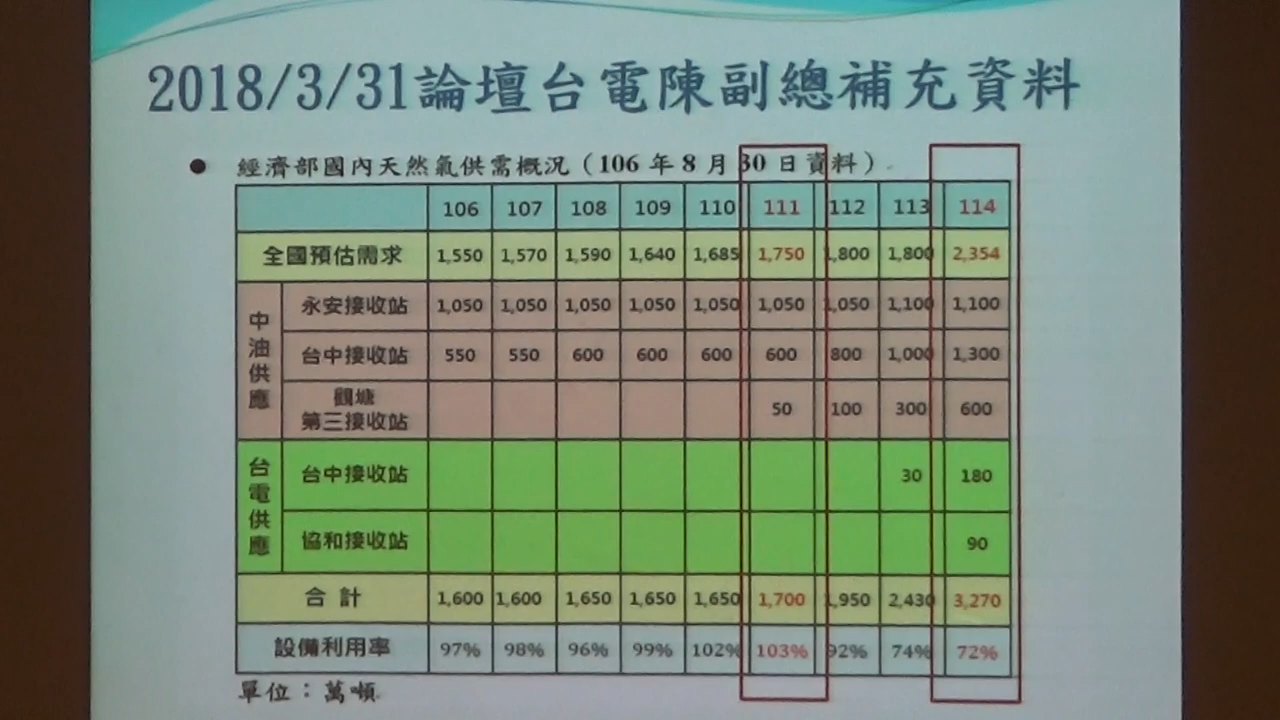 2018/3/31論壇台電陳副總補充資料
● 經濟部國內天然氣供需概況（106 年 8 月 30 日資料）
106 107 108 109 110 111 112 113 114
全國預估需求 1,550 1,570 1,590 1,640 1,685 1,750 1,800 1,800 2,354
中油供應
永安接收站 1,050 1,050 1,050 1,050 1,050 1,050 1,050 1,100 1,100
台中接收站 550 550 600 600 600 600 800 1,000 1,300
觀塘
第三接收站 50 100 300 600
台電供應
台中接收站 30 180
協和接收站 90
合計 1,600 1,600 1,650 1,650 1,650 1,700 1,950 2,430 3,270
設備利用率 97% 98% 96% 99% 102% 103% 92% 74% 72%
單位：萬噸